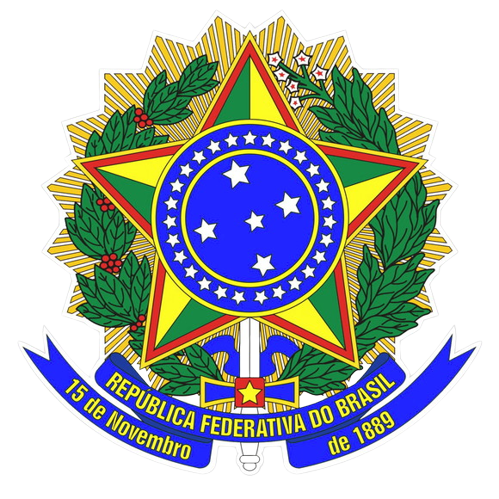 REPÚBLICA FEDERATIVA DO BRASIL
15 de Novembro de 1889